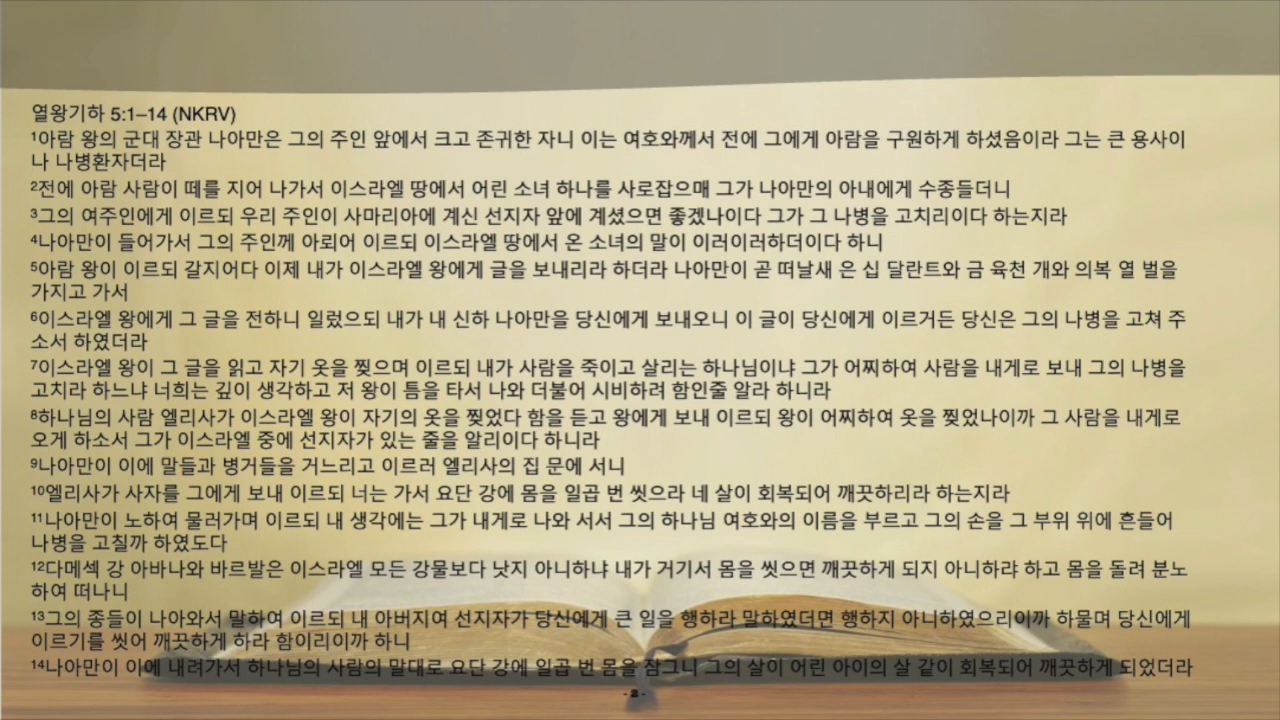 열왕기하 5:1–14 (NKRV)
¹아람 왕의 군대 장관 나아만은 그의 주인 앞에서 크고 존귀한 자니 이는 여호와께서 전에 그에게 아람을 구원하게 하셨음이라 그는 큰 용사이
나 나병환자더라
²전에 아람 사람이 떼를 지어 나가서 이스라엘 땅에서 어린 소녀 하나를 사로잡으매 그가 나아만의 아내에게 수종들더니
³그의 여주인에게 이르되 우리 주인이 사마리아에 계신 선지자 앞에 계셨으면 좋겠나이다 그가 그 나병을 고치리이다 하는지라
⁴나아만이 들어가서 그의 주인께 아뢰어 이르되 이스라엘 땅에서 온 소녀의 말이 이러이러하더이다 하니
⁵아람 왕이 이르되 갈지어다 이제 내가 이스라엘 왕에게 글을 보내리라 하더라 나아만이 곧 떠날새 은 십 달란트와 금 육천 개와 의복 열 벌을
가지고 가서
⁶이스라엘 왕에게 그 글을 전하니 일렀으되 내가 내 신하 나아만을 당신에게 보내오니 이 글이 당신에게 이르거든 당신은 그의 나병을 고쳐 주
소서 하였더라
⁷이스라엘 왕이 그 글을 읽고 자기 옷을 찢으며 이르되 내가 사람을 죽이고 살리는 하나님이냐 그가 어찌하여 사람을 내게로 보내 그의 나병을
고치라 하느냐 너희는 깊이 생각하고 저 왕이 틈을 타서 나와 더불어 시비하려 함인줄 알라 하니라
⁸하나님의 사람 엘리사가 이스라엘 왕이 자기의 옷을 찢었다 함을 듣고 왕에게 보내 이르되 왕이 어찌하여 옷을 찢었나이까 그 사람을 내게로
오게 하소서 그가 이스라엘 중에 선지자가 있는 줄을 알리이다 하니라
⁹나아만이 이에 말들과 병거들을 거느리고 이르러 엘리사의 집 문에 서니
¹⁰엘리사가 사자를 그에게 보내 이르되 너는 가서 요단 강에 몸을 일곱 번 씻으라 네 살이 회복되어 깨끗하리라 하는지라
¹¹나아만이 노하여 물러가며 이르되 내 생각에는 그가 내게로 나와 서서 그의 하나님 여호와의 이름을 부르고 그의 손을 그 부위 위에 흔들어
나병을 고칠까 하였도다
¹²다메섹 강 아바나와 바르발은 이스라엘 모든 강물보다 낫지 아니하냐 내가 거기서 몸을 씻으면 깨끗하게 되지 아니하랴 하고 몸을 돌려 분노
하여 떠나니
¹³그의 종들이 나아와서 말하여 이르되 내 아버지여 선지자가 당신에게 큰 일을 행하라 말하였더면 행하지 아니하였으리이까 하물며 당신에게
이르기를 씻어 깨끗하게 하라 함이리이까 하니
¹⁴나아만이 이에 내려가서 하나님의 사람의 말대로 요단 강에 일곱 번 몸을 잠그니 그의 살이 어린 아이의 살 같이 회복되어 깨끗하게 되었더라
- 2 -